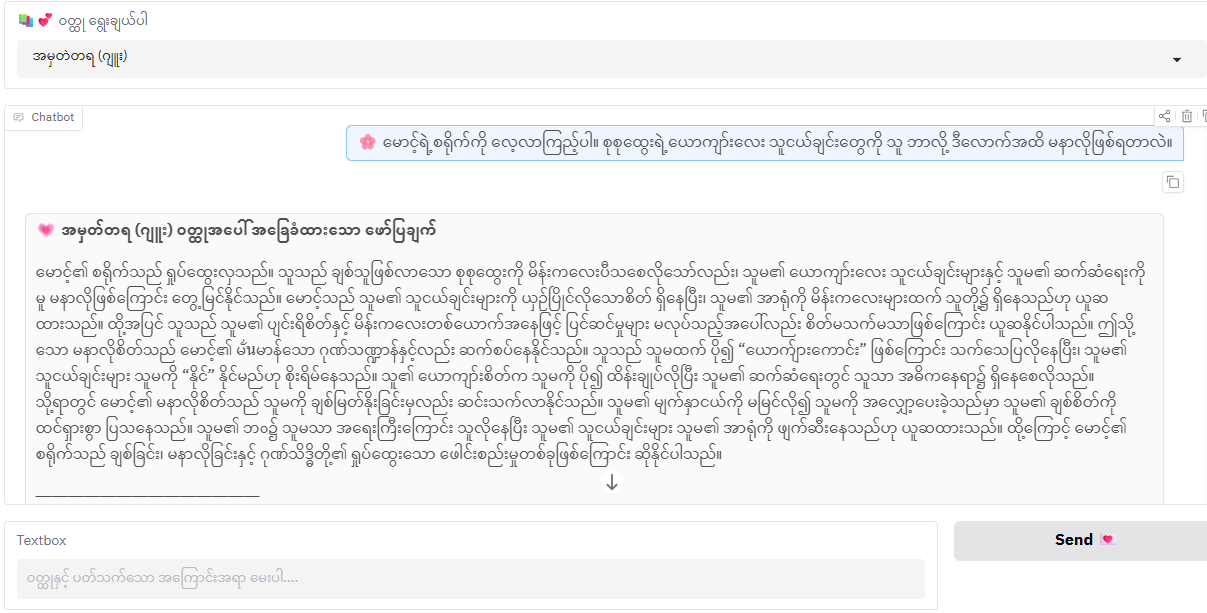 📚 💕 ဝတ္ထု ရွေးချယ်ပါ
အမှတဲတရ (ဂျူး)
Chatbot
🌸 မောင့်ရဲ့စရိုက်ကို လေ့လာကြည့်ပါ။ စုစုထွေးရဲ့ယောကျာ်းလေး သူငယ်ချင်းတွေကို သူ ဘာလို့ ဒီလောက်အထိ မနာလိုဖြစ်ရတာလဲ။
💗 အမှတ်တရ (ဂျူး) ဝတ္ထုအပေါ် အခြေခံထားသော ဖော်ပြချက်
မောင့်၏ စရိုက်သည် ရှုပ်ထွေးလှသည်။ သူသည် ချစ်သူဖြစ်လာသော စုစုထွေးကို မိန်းကလေးပီသစေလိုသော်လည်း၊ သူမ၏ ယောကျာ်းလေး သူငယ်ချင်းများနှင့် သူမ၏ ဆက်ဆံရေးကို
မူ မနာလိုဖြစ်ကြောင်း တွေ့မြင်နိုင်သည်။ မောင့်သည် သူမ၏ သူငယ်ချင်းများကို ယှဉ်ပြိုင်လိုသောစိတ် ရှိနေပြီး၊ သူမ၏ အာရုံကို မိန်းကလေးများထက် သူတို့၌ ရှိနေသည်ဟု ယူဆ
ထားသည်။ ထို့အပြင် သူသည် သူမ၏ ပျင်းရိစိတ်နှင့် မိန်းကလေးတစ်ယောက်အနေဖြင့် ပြင်ဆင်မှုများ မလုပ်သည့်အပေါ်လည်း စိတ်မသက်မသာဖြစ်ကြောင်း ယူဆနိုင်ပါသည်။ ဤသို့
သော မနာလိုစိတ်သည် မောင့်၏ မั่นမာန်သော ဂုဏ်သဏ္ဍာန်နှင့်လည်း ဆက်စပ်နေနိုင်သည်။ သူသည် သူမထက် ပို၍ “ယောက်ျားကောင်း” ဖြစ်ကြောင်း သက်သေပြလိုနေပြီး၊ သူမ၏
သူငယ်ချင်းများ သူမကို “နိုင်” နိုင်မည်ဟု စိုးရိမ်နေသည်။ သူ၏ ယောကျာ်းစိတ်က သူမကို ပို၍ ထိန်းချုပ်လိုပြီး သူမ၏ ဆက်ဆံရေးတွင် သူသာ အဓိကနေရာ၌ ရှိနေစေလိုသည်။
သို့ရာတွင် မောင့်၏ မနာလိုစိတ်သည် သူမကို ချစ်မြတ်နိုးခြင်းမှလည်း ဆင်းသက်လာနိုင်သည်။ သူမ၏ မျက်နှာငယ်ကို မမြင်လို၍ သူမကို အလျှော့ပေးခဲ့သည်မှာ သူမ၏ ချစ်စိတ်ကို
ထင်ရှားစွာ ပြသနေသည်။ သူမ၏ ဘဝ၌ သူမသာ အရေးကြီးကြောင်း သူလိုနေပြီး သူမ၏ သူငယ်ချင်းများ သူမ၏ အာရုံကို ဖျက်ဆီးနေသည်ဟု ယူဆထားသည်။ ထို့ကြောင့် မောင့်၏
စရိုက်သည် ချစ်ခြင်း၊ မနာလိုခြင်းနှင့် ဂုဏ်သိဒ္ဓိတို့၏ ရှုပ်ထွေးသော ပေါင်းစည်းမှုတစ်ခုဖြစ်ကြောင်း ဆိုနိုင်ပါသည်။
Textbox
ဝတ္ထုနှင့် ပတ်သက်သော အကြောင်းအရာ မေးပါ....
Send 💌